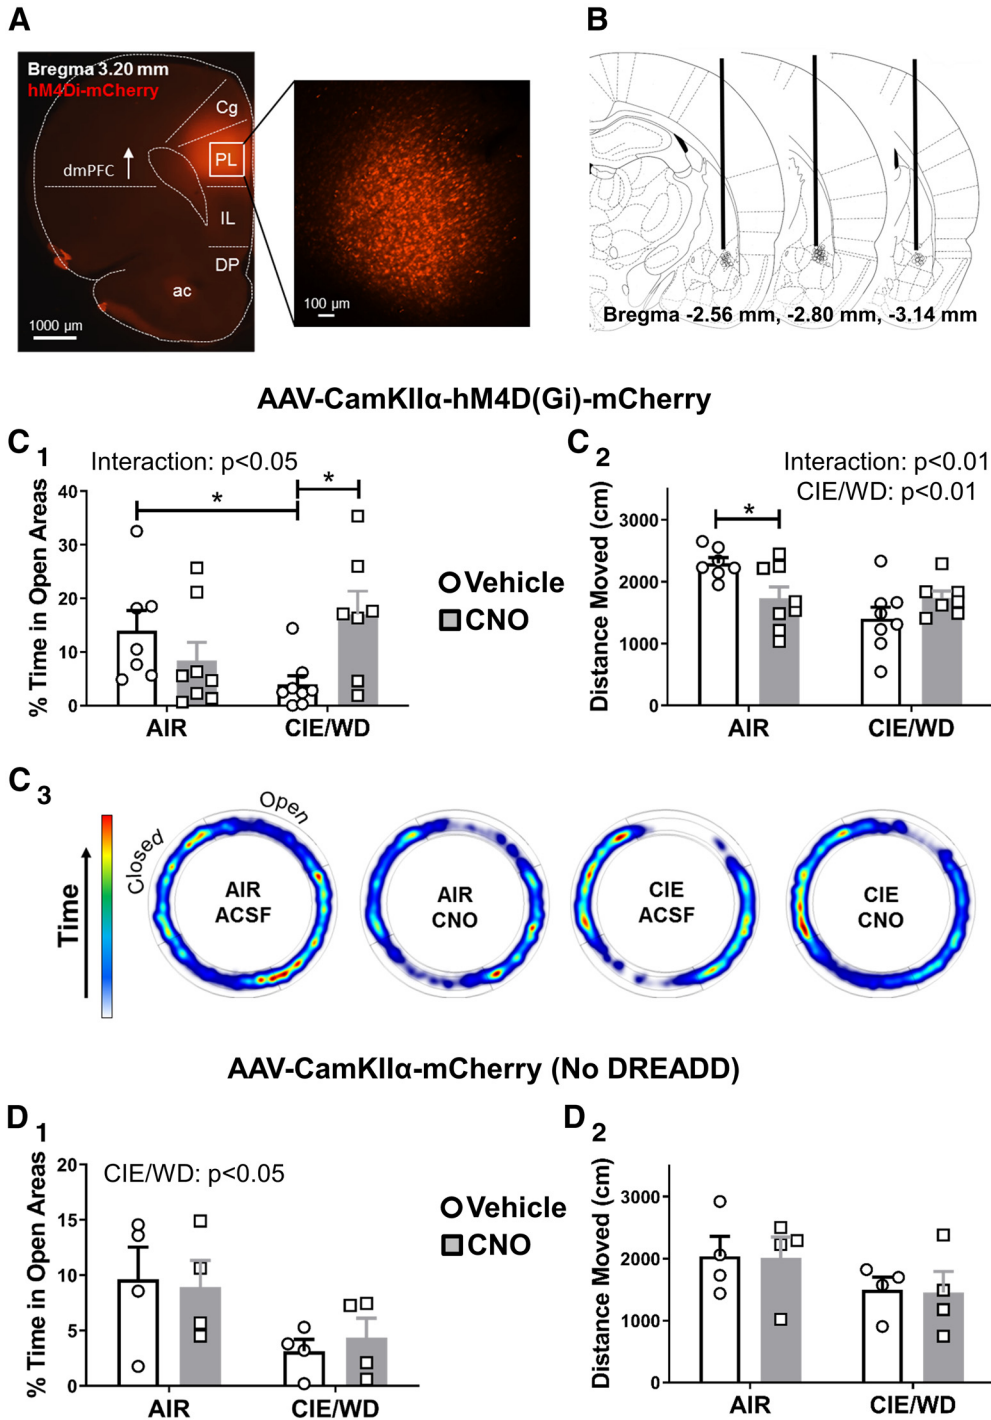 A
B
Bregma 3.20 mm
hM4Di-mCherry
Cg
PL
dmPFC
IL
DP
ac
1000 µm
100 µm
Bregma -2.56 mm, -2.80 mm, -3.14 mm
AAV-CamKIIα-hM4D(Gi)-mCherry
C1
Interaction: p<0.05
*
*
% Time in Open Areas
40
30
20
10
0
AIR
CIE/WD
Vehicle
CNO
C2
Interaction: p<0.01
CIE/WD: p<0.01
*
Distance Moved (cm)
3000
2000
1000
0
AIR
CIE/WD
C3
Time
Closed
Open
AIR
ACSF
AIR
CNO
CIE
ACSF
CIE
CNO
AAV-CamKIIα-mCherry (No DREADD)
D1
CIE/WD: p<0.05
% Time in Open Areas
20
15
10
5
0
AIR
CIE/WD
Vehicle
CNO
D2
Distance Moved (cm)
3000
2000
1000
0
AIR
CIE/WD